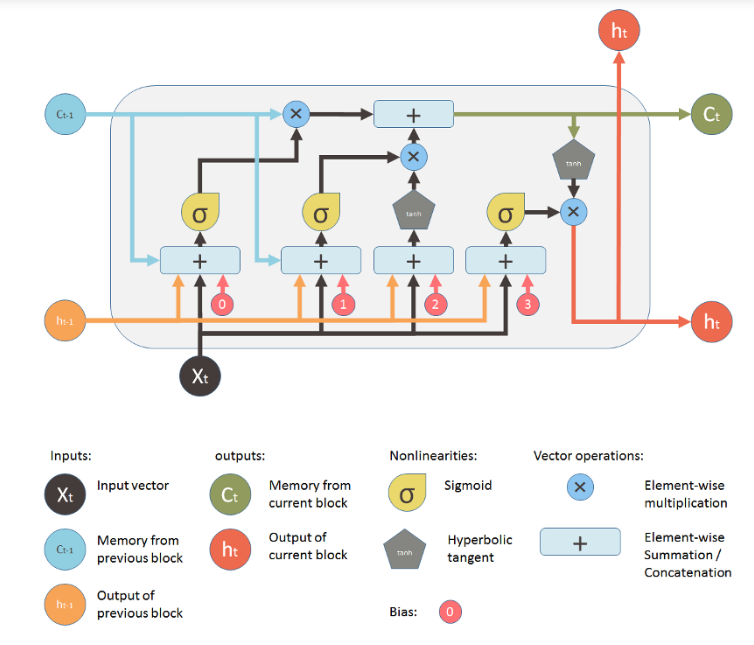 ht
Ct-1
×
+
Ct
×
tanh
σ
σ
tanh
σ
×
+
+
+
+
0
1
2
3
ht-1
ht
Xt
Inputs:
outputs:
Nonlinearities:
Vector operations:
Xt
Input vector
Ct
Memory from
current block
σ
Sigmoid
×
Element-wise
multiplication
Ct-1
Memory from
previous block
ht
Output of
current block
tanh
Hyperbolic
tangent
+
Element-wise
Summation /
Concatenation
ht-1
Output of
previous block
Bias:
0